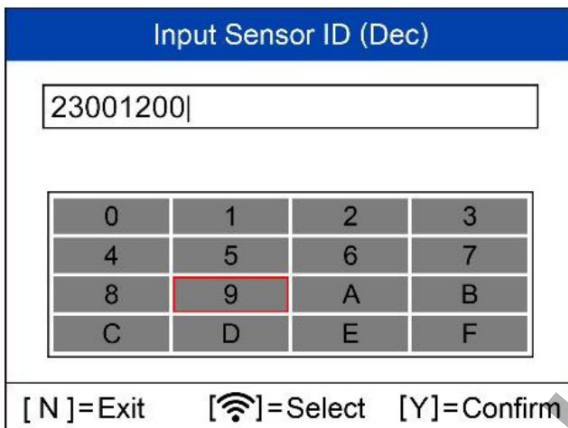 Input Sensor ID (Dec)
23001200
0 1 2 3
4 5 6 7
8 9 A B
C D E F
[ N ]=Exit []=Select [Y]=Confirm